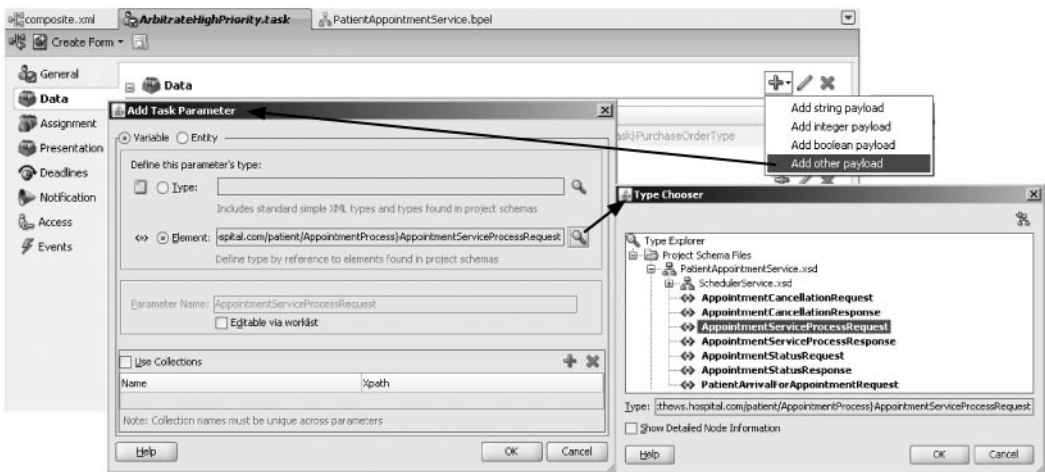 composite.xml
ArbitrateHighPriority.task
PatientAppointmentService.bpel
Create Form
General
Data
Assignment
Presentation
Deadlines
Notification
Access
Events
Data
Add string payload
Add integer payload
Add boolean payload
Add other payload
ask}PurchaseOrderType
Add Task Parameter
Variable
Entity
Define this parameter's type:
Type:
Includes standard simple XML types and types found in project schemas
Element:
spital.com/patient/AppointmentProcess}AppointmentServiceProcessRequest
Define type by reference to elements found in project schemas
Parameter Name:
AppointmentServiceProcessRequest
Editable via worklist
Use Collections
Name
Xpath
Note: Collection names must be unique across parameters
Help
OK
Cancel
Type Chooser
Type Explorer
Project Schema Files
PatientAppointmentService.xsd
SchedulerService.xsd
AppointmentCancellationRequest
AppointmentCancellationResponse
AppointmentServiceProcessRequest
AppointmentServiceProcessResponse
AppointmentStatusRequest
AppointmentStatusResponse
PatientArrivalForAppointmentRequest
Type:
:thews.hospital.com/patient/AppointmentProcess}AppointmentServiceProcessRequest
Show Detailed Node Information
Help
OK
Cancel